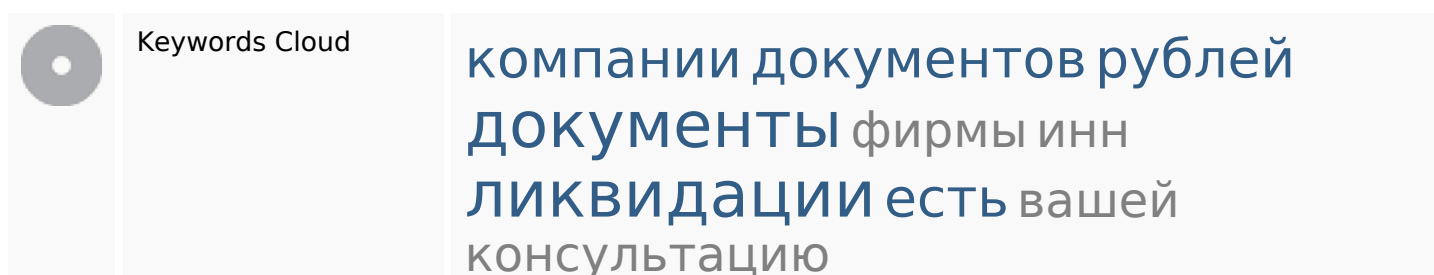 Keywords Cloud
компании документов рублей
документы фирмы инн
ликвидации есть вашей
консультацию